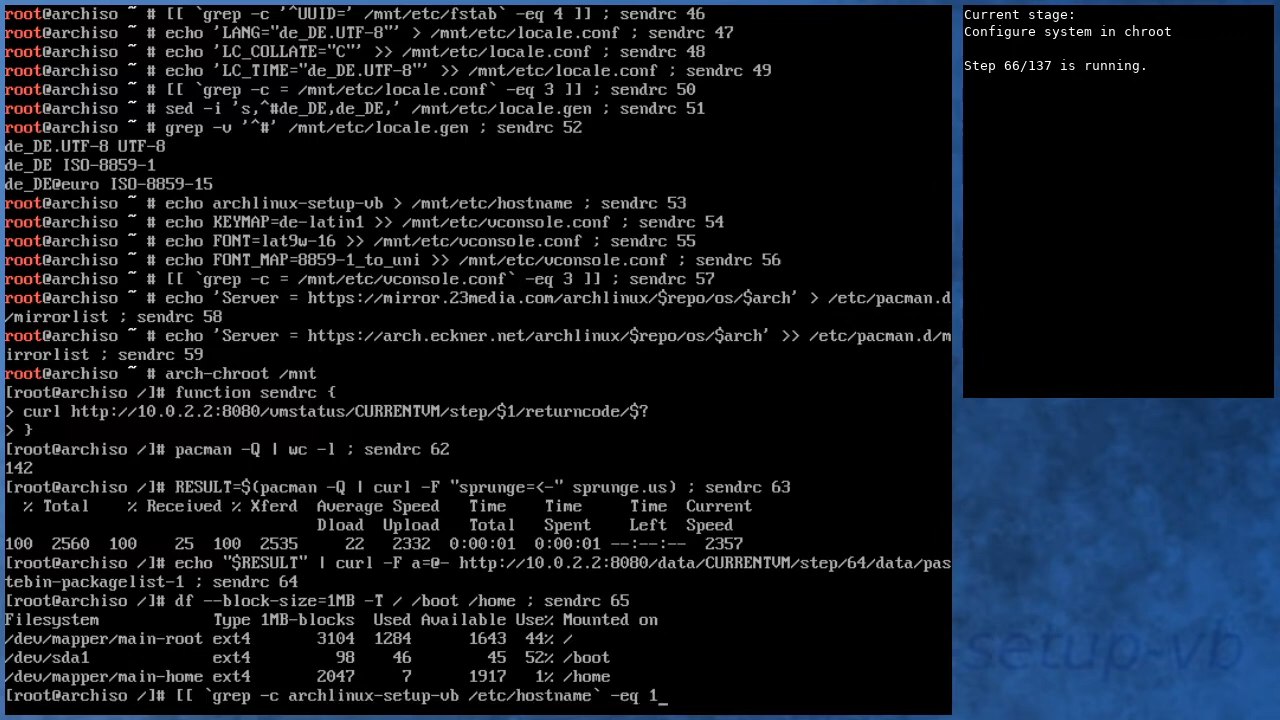 root@archiso ~ # [[ `grep -c '^UUID=' /mnt/etc/fstab` -eq 4 ]] ; sendrc 46
root@archiso ~ # echo 'LANG="de_DE.UTF-8"' > /mnt/etc/locale.conf ; sendrc 47
root@archiso ~ # echo 'LC_COLLATE="C"' >> /mnt/etc/locale.conf ; sendrc 48
root@archiso ~ # echo 'LC_TIME="de_DE.UTF-8"' >> /mnt/etc/locale.conf ; sendrc 49
root@archiso ~ # [[ `grep -c = /mnt/etc/locale.conf` -eq 3 ]] ; sendrc 50
root@archiso ~ # sed -i 's,^#de_DE,de_DE,' /mnt/etc/locale.gen ; sendrc 51
root@archiso ~ # grep -v '^#' /mnt/etc/locale.gen ; sendrc 52
de_DE.UTF-8 UTF-8
de_DE ISO-8859-1
de_DE@euro ISO-8859-15
root@archiso ~ # echo archlinux-setup-vb > /mnt/etc/hostname ; sendrc 53
root@archiso ~ # echo KEYMAP=de-latin1 >> /mnt/etc/vconsole.conf ; sendrc 54
root@archiso ~ # echo FONT=lat9w-16 >> /mnt/etc/vconsole.conf ; sendrc 55
root@archiso ~ # echo FONT_MAP=8859-1_to_uni >> /mnt/etc/vconsole.conf ; sendrc 56
root@archiso ~ # [[ `grep -c = /mnt/etc/vconsole.conf` -eq 3 ]] ; sendrc 57
root@archiso ~ # echo 'Server = https://mirror.23media.com/archlinux/$repo/os/$arch' > /etc/pacman.d
/mirrorlist ; sendrc 58
root@archiso ~ # echo 'Server = https://arch.eckner.net/archlinux/$repo/os/$arch' >> /etc/pacman.d/m
irrorlist ; sendrc 59
root@archiso ~ # arch-chroot /mnt
[root@archiso /]# function sendrc {
> curl http://10.0.2.2:8080/vmstatus/CURRENTVM/step/$1/returncode/$?
> }
[root@archiso /]# pacman -Q | wc -l ; sendrc 62
142
[root@archiso /]# RESULT=$(pacman -Q | curl -F "sprunge=<-" sprunge.us) ; sendrc 63
  % Total    % Received % Xferd  Average Speed   Time    Time     Time  Current
                                 Dload  Upload   Total   Spent    Left  Speed
100  2560  100    25  100  2535     22   2332  0:00:01  0:00:01 --:--:--  2357
[root@archiso /]# echo "$RESULT" | curl -F a=@- http://10.0.2.2:8080/data/CURRENTVM/step/64/data/pas
tebin-packagelist-1 ; sendrc 64
[root@archiso /]# df --block-size=1MB -T / /boot /home ; sendrc 65
Filesystem            Type 1MB-blocks  Used Available Use% Mounted on
/dev/mapper/main-root ext4       3104  1284      1643  44% /
/dev/sda1             ext4         98    46        45  52% /boot
/dev/mapper/main-home ext4       2047     7      1917   1% /home
[root@archiso /]# [[ `grep -c archlinux-setup-vb /etc/hostname` -eq 1_
Current stage:
Configure system in chroot
Step 66/137 is running.
setup-vb